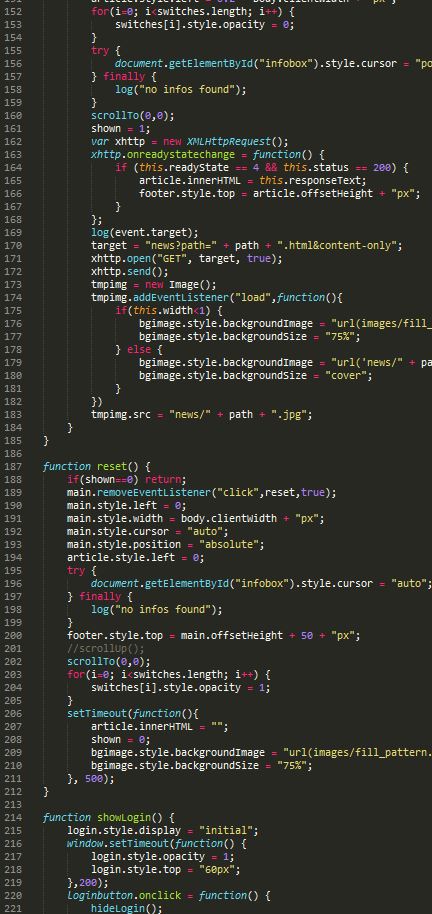 151 article.style.left = 0.2 * body.clientWidth + "px";
152 for(i=0; i<switches.length; i++) {
153 switches[i].style.opacity = 0;
154 }
155 try {
156 document.getElementById("infobox").style.cursor = "po
157 } finally {
158 log("no infos found");
159 }
160 scrollTo(0,0);
161 shown = 1;
162 var xhttp = new XMLHttpRequest();
163 xhttp.onreadystatechange = function() {
164 if (this.readyState == 4 && this.status == 200) {
165 article.innerHTML = this.responseText;
166 footer.style.top = article.offsetHeight + "px";
167 }
168 };
169 log(event.target);
170 target = "news?path=" + path + ".html&content-only";
171 xhttp.open("GET", target, true);
172 xhttp.send();
173 tmpimg = new Image();
174 tmpimg.addEventListener("load",function(){
175 if(this.width<1) {
176 bgimage.style.backgroundImage = "url(images/fill_
177 bgimage.style.backgroundSize = "75%";
178 } else {
179 bgimage.style.backgroundImage = "url('news/" + pa
180 bgimage.style.backgroundSize = "cover";
181 }
182 })
183 tmpimg.src = "news/" + path + ".jpg";
184 }
185 }
186
187 function reset() {
188 if(shown==0) return;
189 main.removeEventListener("click",reset,true);
190 main.style.left = 0;
191 main.style.width = body.clientWidth + "px";
192 main.style.cursor = "auto";
193 main.style.position = "absolute";
194 article.style.left = 0;
195 try {
196 document.getElementById("infobox").style.cursor = "auto";
197 } finally {
198 log("no infos found");
199 }
200 footer.style.top = main.offsetHeight + 50 + "px";
201 //scrollUp();
202 scrollTo(0,0);
203 for(i=0; i<switches.length; i++) {
204 switches[i].style.opacity = 1;
205 }
206 setTimeout(function(){
207 article.innerHTML = "";
208 shown = 0;
209 bgimage.style.backgroundImage = "url(images/fill_pattern.
210 bgimage.style.backgroundSize = "75%";
211 }, 500);
212 }
213
214 function showLogin() {
215 login.style.display = "initial";
216 window.setTimeout(function() {
217 login.style.opacity = 1;
218 login.style.top = "60px";
219 },200);
220 loginbutton.onclick = function() {
221 hideLogin();